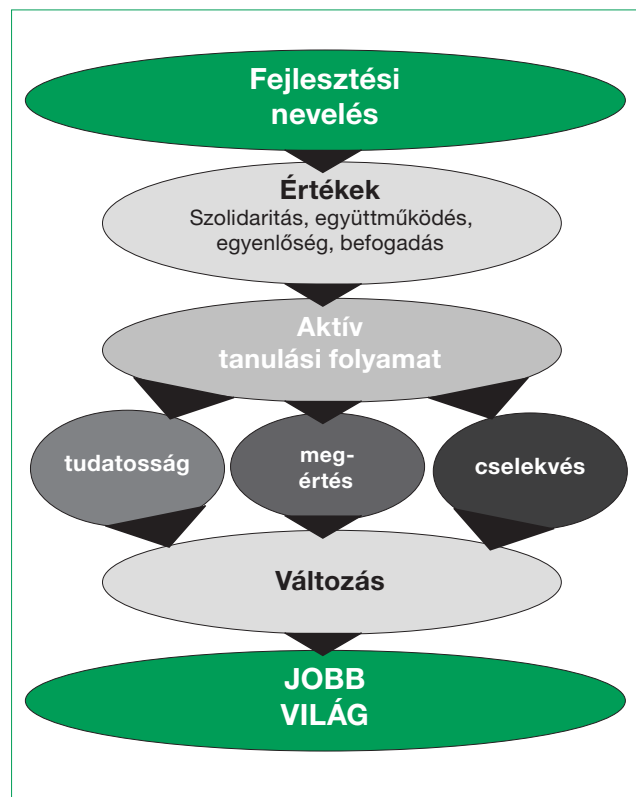 Fejlesztési
nevelés
Értékek
Szolidaritás, együttműködés,
egyenlőség, befogadás
Aktív
tanulási folyamat
tudatosság
meg-
értés
cselekvés
Változás
JOBB
VILÁG